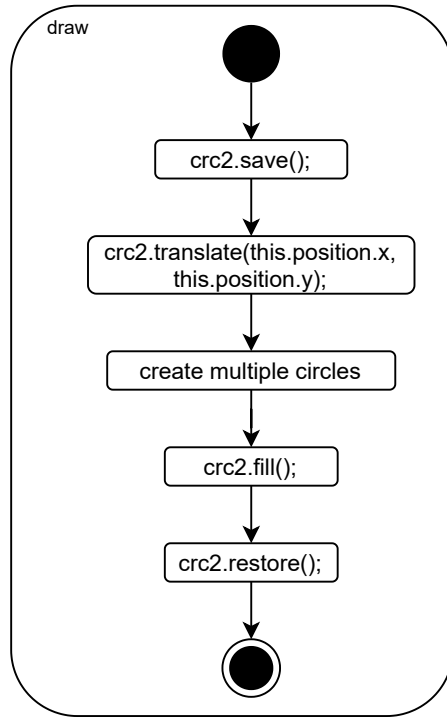 draw
crc2.save();
crc2.translate(this.position.x,
this.position.y);
create multiple circles
crc2.fill();
crc2.restore();